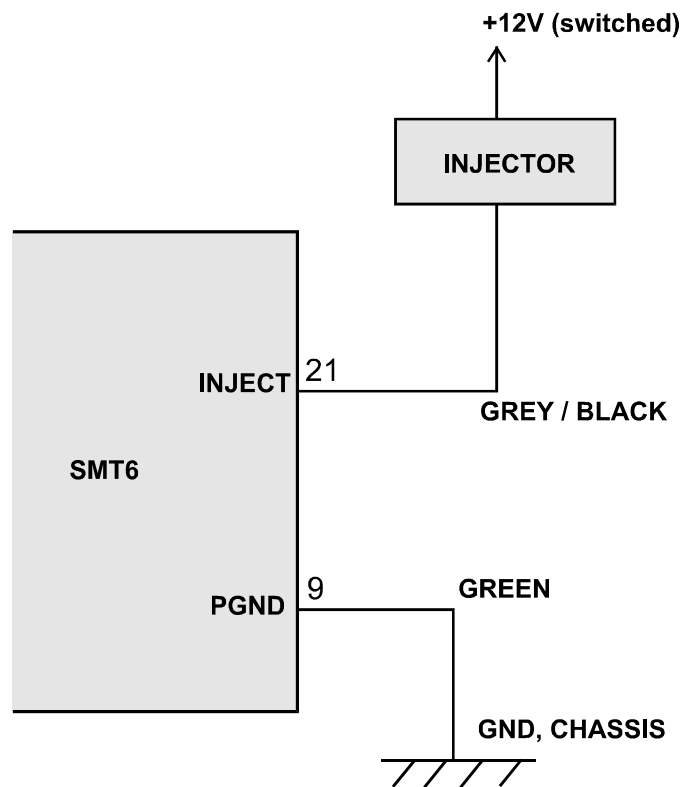 +12V (switched)
INJECTOR
INJECT
21
GREY / BLACK
SMT6
PGND
9
GREEN
GND, CHASSIS